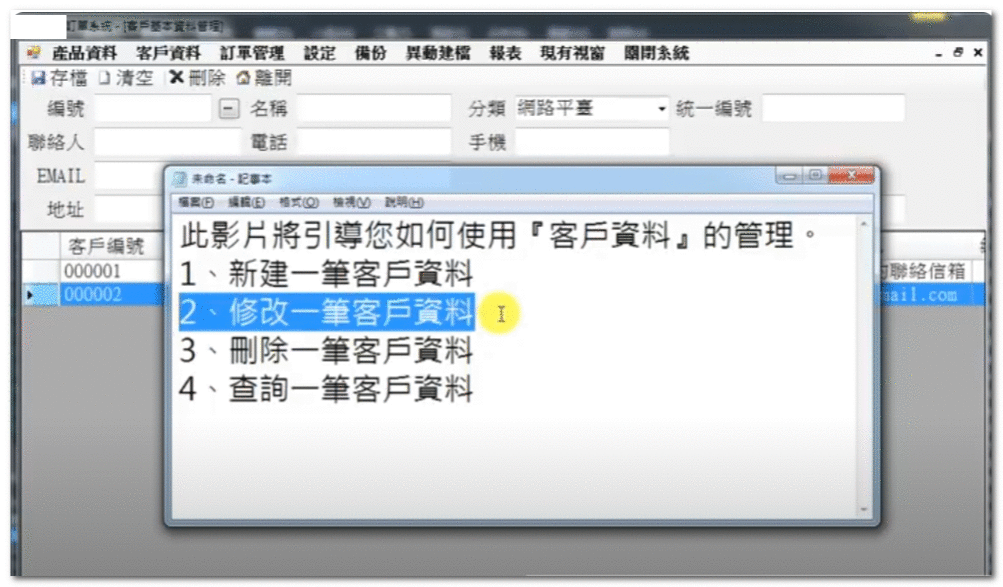 訂單系統 - [客戶基本資料管理]
產品資料 客戶資料 訂單管理 設定 備份 異動建檔 報表 現有視窗 關閉系統
存檔 清空 刪除 離開
編號 名稱 分類 網路平臺 統一編號
聯絡人 電話 手機
EMAIL
地址
未命名 - 記事本
檔案(F) 編輯(E) 格式(O) 檢視(V) 說明(H)
此影片將引導您如何使用『客戶資料』的管理。
1、新建一筆客戶資料
2、修改一筆客戶資料
3、刪除一筆客戶資料
4、查詢一筆客戶資料
客戶編號
000001 聯絡信箱
000002 mail.com